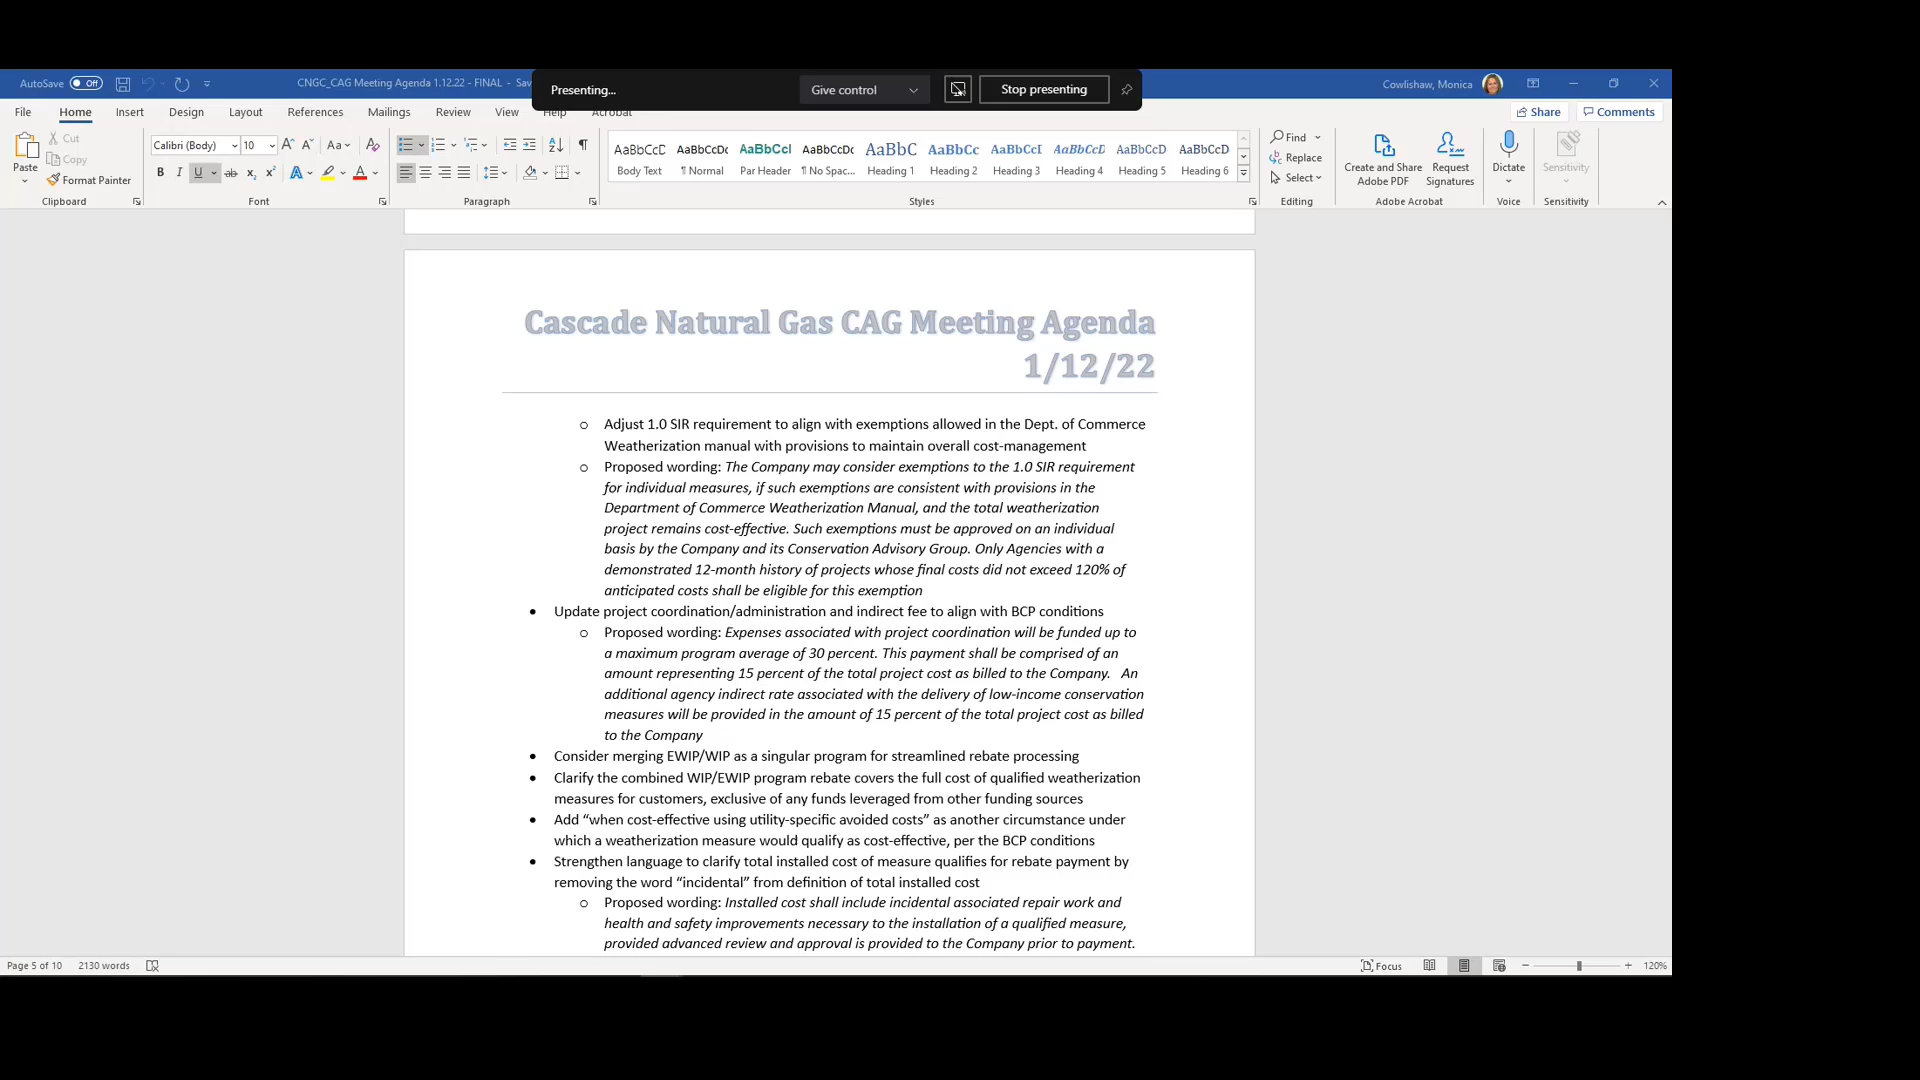 AutoSave Off CNGC_CAG Meeting Agenda 1.12.22 - FINAL - Presenting... Give control Stop presenting Cowlishaw, Monica
File Home Insert Design Layout References Mailings Review View Help Acrobat Share Comments
Paste Cut Copy Format Painter
Calibri (Body) 10 Aa
B I U ab x₂ x² A A
AaBbCcD AaBbCcDc AaBbCcI AaBbCcDc AaBbC AaBbCc AaBbCcI AaBbCcD AaBbCcD AaBbCcD
Body Text ¶ Normal Par Header ¶ No Spac... Heading 1 Heading 2 Heading 3 Heading 4 Heading 5 Heading 6
Find Replace Select
Create and Share Adobe PDF Request Signatures Dictate Sensitivity
Clipboard Font Paragraph Styles Editing Adobe Acrobat Voice Sensitivity
Cascade Natural Gas CAG Meeting Agenda
1/12/22
o Adjust 1.0 SIR requirement to align with exemptions allowed in the Dept. of Commerce
Weatherization manual with provisions to maintain overall cost-management
o Proposed wording: The Company may consider exemptions to the 1.0 SIR requirement
for individual measures, if such exemptions are consistent with provisions in the
Department of Commerce Weatherization Manual, and the total weatherization
project remains cost-effective. Such exemptions must be approved on an individual
basis by the Company and its Conservation Advisory Group. Only Agencies with a
demonstrated 12-month history of projects whose final costs did not exceed 120% of
anticipated costs shall be eligible for this exemption
• Update project coordination/administration and indirect fee to align with BCP conditions
o Proposed wording: Expenses associated with project coordination will be funded up to
a maximum program average of 30 percent. This payment shall be comprised of an
amount representing 15 percent of the total project cost as billed to the Company. An
additional agency indirect rate associated with the delivery of low-income conservation
measures will be provided in the amount of 15 percent of the total project cost as billed
to the Company
• Consider merging EWIP/WIP as a singular program for streamlined rebate processing
• Clarify the combined WIP/EWIP program rebate covers the full cost of qualified weatherization
measures for customers, exclusive of any funds leveraged from other funding sources
• Add “when cost-effective using utility-specific avoided costs” as another circumstance under
which a weatherization measure would qualify as cost-effective, per the BCP conditions
• Strengthen language to clarify total installed cost of measure qualifies for rebate payment by
removing the word “incidental” from definition of total installed cost
o Proposed wording: Installed cost shall include incidental associated repair work and
health and safety improvements necessary to the installation of a qualified measure,
provided advanced review and approval is provided to the Company prior to payment.
Page 5 of 10 2130 words Focus 120%